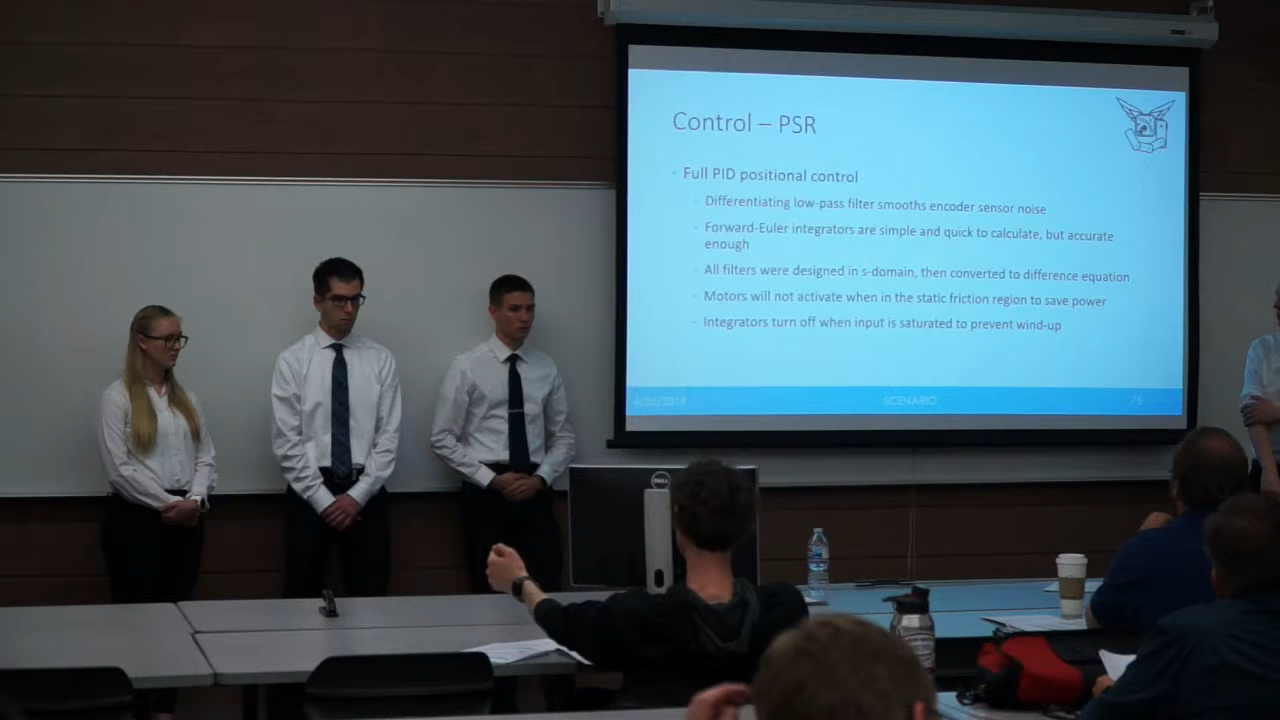 Control – PSR
Full PID positional control
Differentiating low-pass filter smooths encoder sensor noise
Forward-Euler integrators are simple and quick to calculate, but accurate
enough
All filters were designed in s-domain, then converted to difference equation
Motors will not activate when in the static friction region to save power
Integrators turn off when input is saturated to prevent wind-up
SCENARIO
DELL